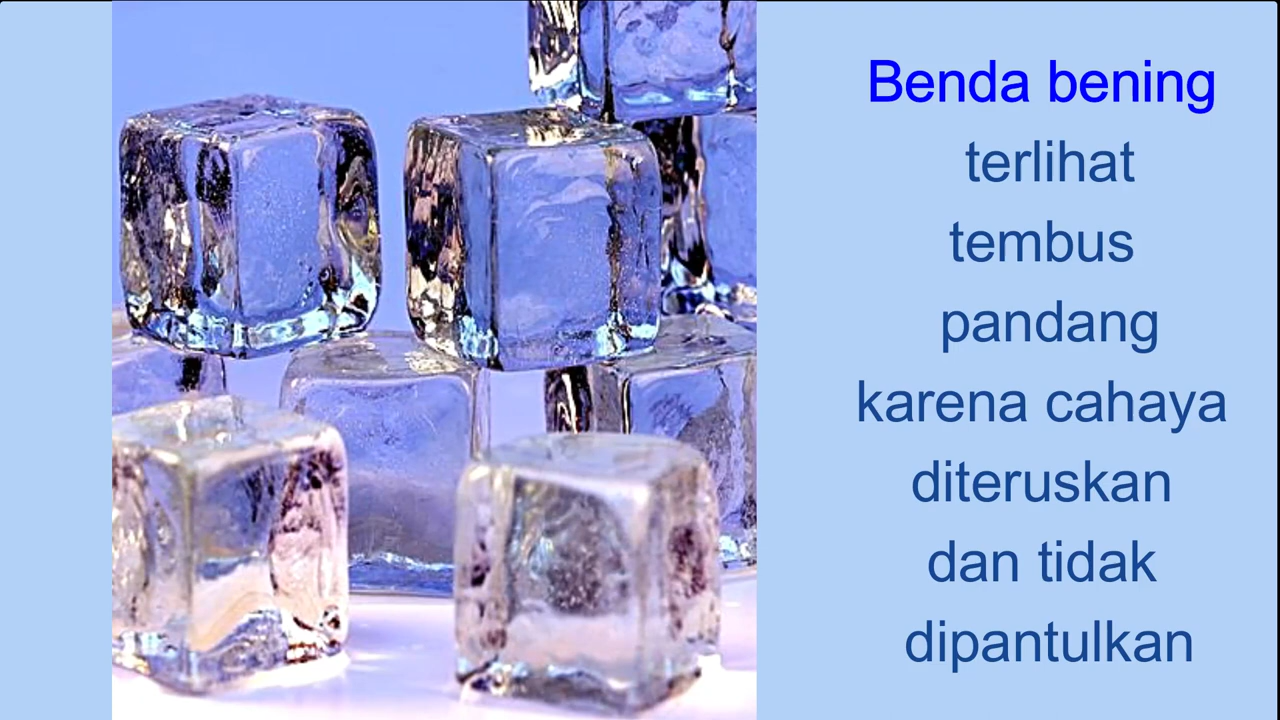 Benda bening
terlihat
tembus
pandang
karena cahaya
diteruskan
dan tidak
dipantulkan